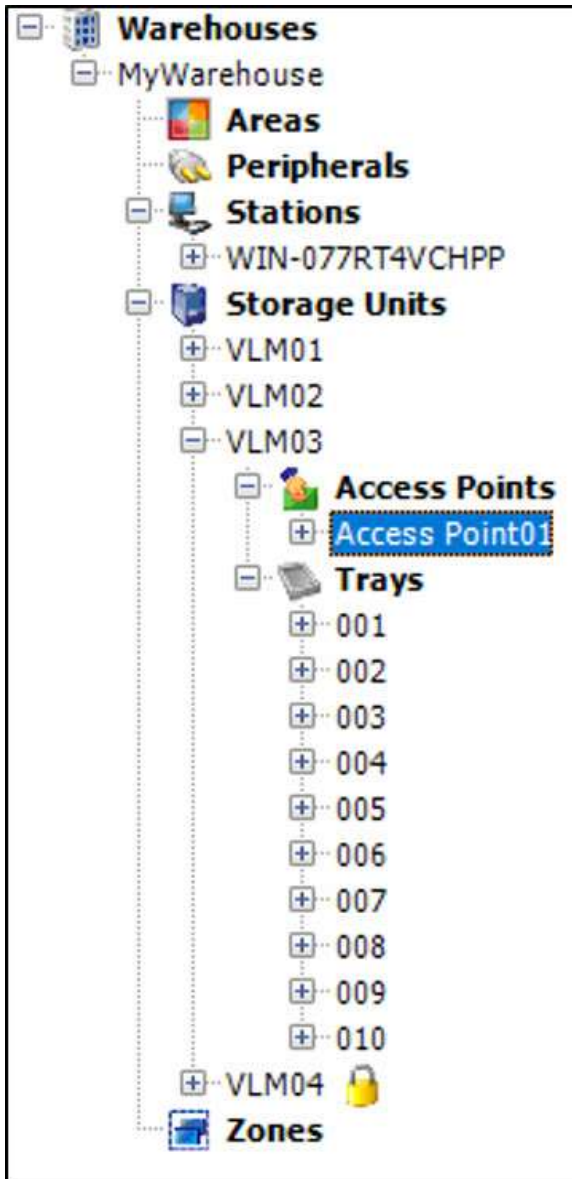 Warehouses
MyWarehouse
Areas
Peripherals
Stations
WIN-077RT4VCHPP
Storage Units
VLM01
VLM02
VLM03
Access Points
Access Point01
Trays
001
002
003
004
005
006
007
008
009
010
VLM04
Zones